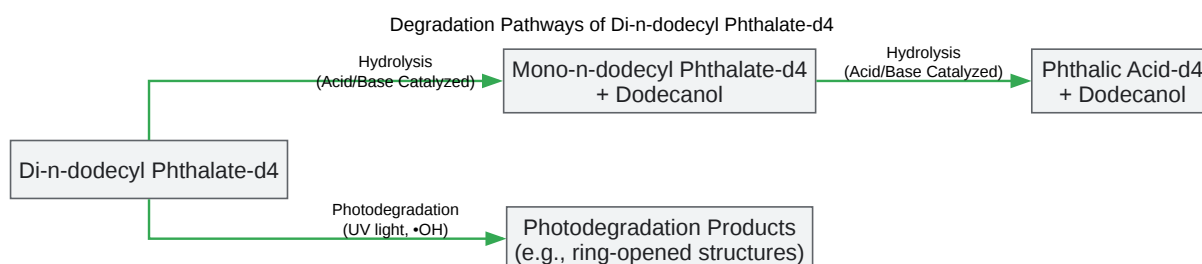 Degradation Pathways of Di-n-dodecyl Phthalate-d4
Hydrolysis
(Acid/Base Catalyzed)
Mono-n-dodecyl Phthalate-d4
+ Dodecanol
Hydrolysis
(Acid/Base Catalyzed)
Phthalic Acid-d4
+ Dodecanol
Di-n-dodecyl Phthalate-d4
Photodegradation
(UV light, •OH)
Photodegradation Products
(e.g., ring-opened structures)